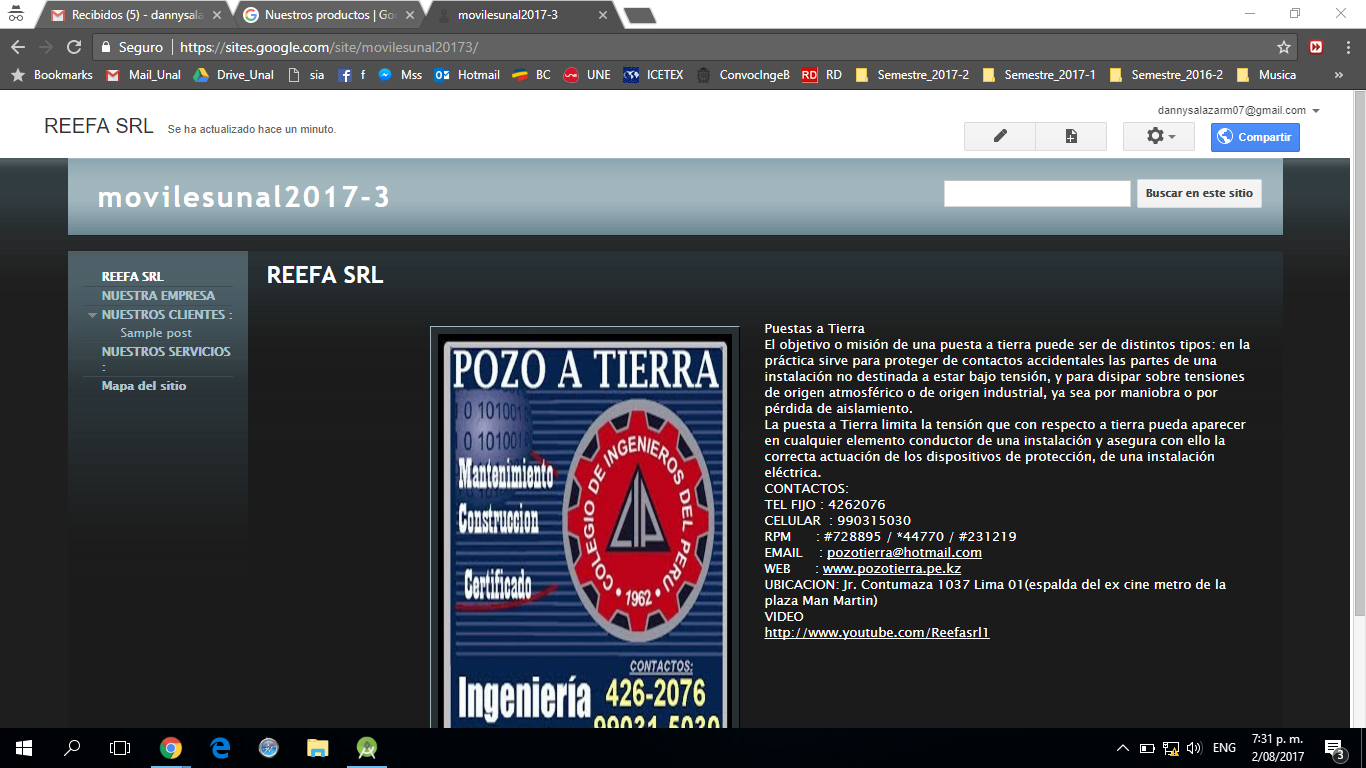 Recibidos (5) - dannysala
Nuestros productos | Goo
movilesunal2017-3
Seguro
https://sites.google.com/site/movilesunal20173/
Bookmarks
Mail_Unal
Drive_Unal
sia
f
Mss
Hotmail
BC
UNE
ICETEX
ConvocIngeB
RD
RD
Semestre_2017-2
Semestre_2017-1
Semestre_2016-2
Musica
»
dannysalazarm07@gmail.com
REEFA SRL
Se ha actualizado hace un minuto.
Compartir
movilesunal2017-3
Buscar en este sitio
REEFA SRL
NUESTRA EMPRESA
NUESTROS CLIENTES :
Sample post
NUESTROS SERVICIOS
:
Mapa del sitio
REEFA SRL
POZO A TIERRA
0 101001
0 101001
Mantenimiento
Construccion
Certificado
COLEGIO DE INGENIEROS DEL PERU
CIP
1962
CONTACTOS:
Ingeniería
426-2076
99031-5030
Puestas a Tierra
El objetivo o misión de una puesta a tierra puede ser de distintos tipos: en la
práctica sirve para proteger de contactos accidentales las partes de una
instalación no destinada a estar bajo tensión, y para disipar sobre tensiones
de origen atmosférico o de origen industrial, ya sea por maniobra o por
pérdida de aislamiento.
La puesta a Tierra limita la tensión que con respecto a tierra pueda aparecer
en cualquier elemento conductor de una instalación y asegura con ello la
correcta actuación de los dispositivos de protección, de una instalación
eléctrica.
CONTACTOS:
TEL FIJO : 4262076
CELULAR : 990315030
RPM : #728895 / *44770 / #231219
EMAIL : pozotierra@hotmail.com
WEB : www.pozotierra.pe.kz
UBICACION: Jr. Contumaza 1037 Lima 01(espalda del ex cine metro de la
plaza Man Martin)
VIDEO
http://www.youtube.com/Reefasrl1
ENG
7:31 p. m.
2/08/2017
3